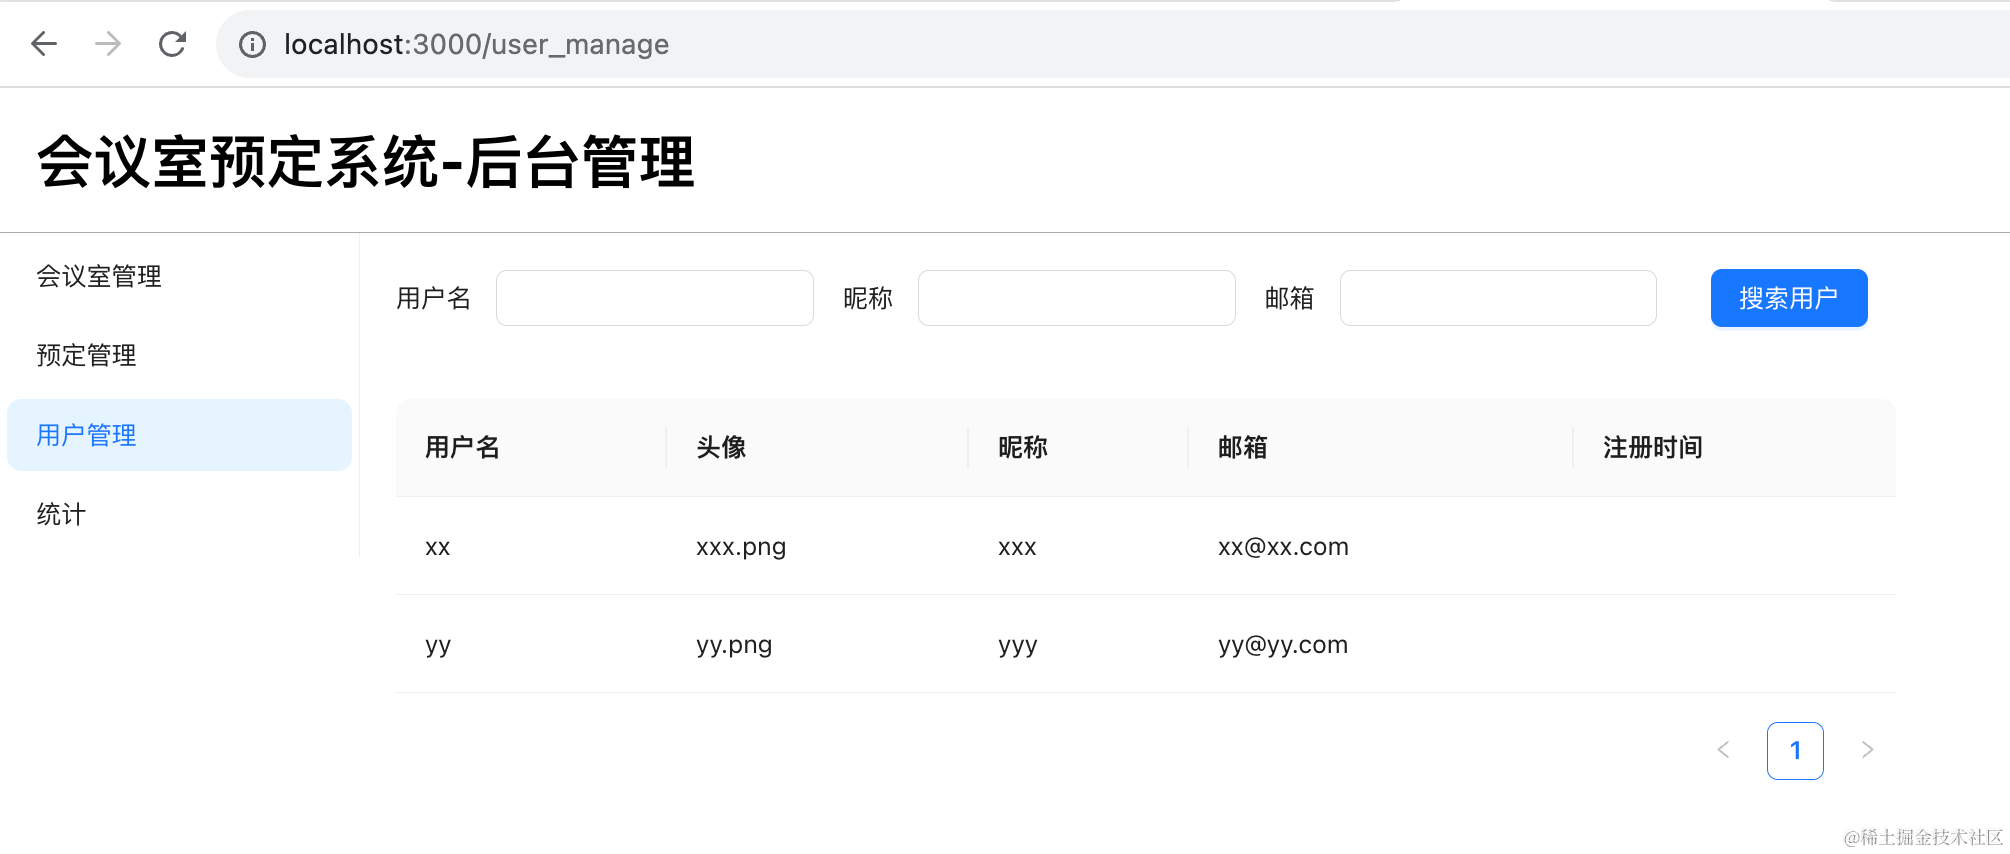 localhost:3000/user_manage
会议室预定系统-后台管理
会议室管理
预定管理
用户管理
统计
用户名 昵称 邮箱 搜索用户
用户名 头像 昵称 邮箱 注册时间
xx xxx.png xxx xx@xx.com
yy yy.png yyy yy@yy.com
1
@稀土掘金技术社区